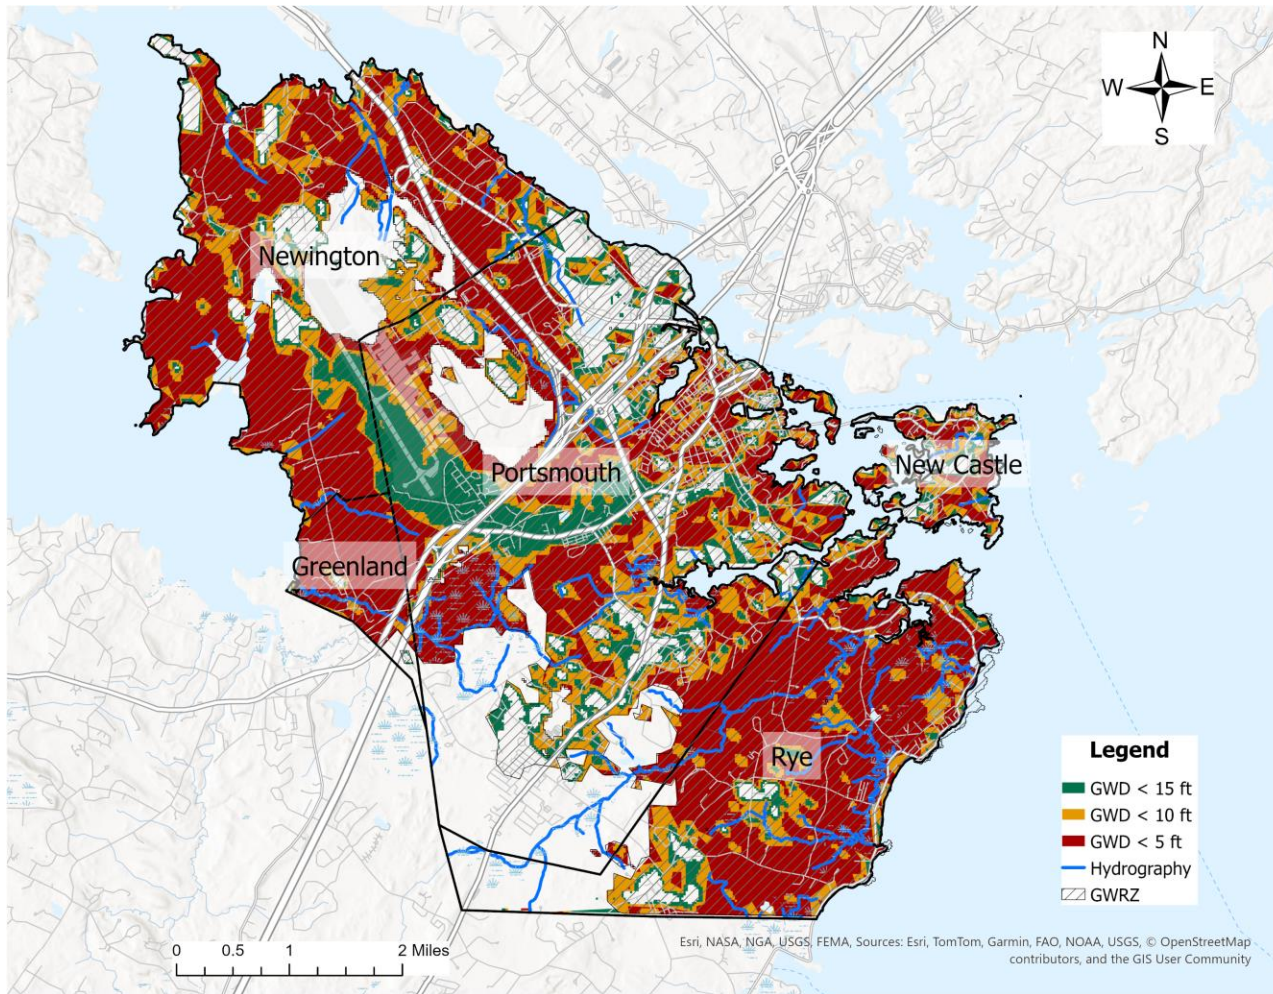 N
W E
S
Newington
Portsmouth
New Castle
Greenland
Rye
Legend
GWD < 15 ft
GWD < 10 ft
GWD < 5 ft
Hydrography
GWRZ
0 0.5 1 2 Miles
Esri, NASA, NGA, USGS, FEMA, Sources: Esri, TomTom, Garmin, FAO, NOAA, USGS, © OpenStreetMap
contributors, and the GIS User Community